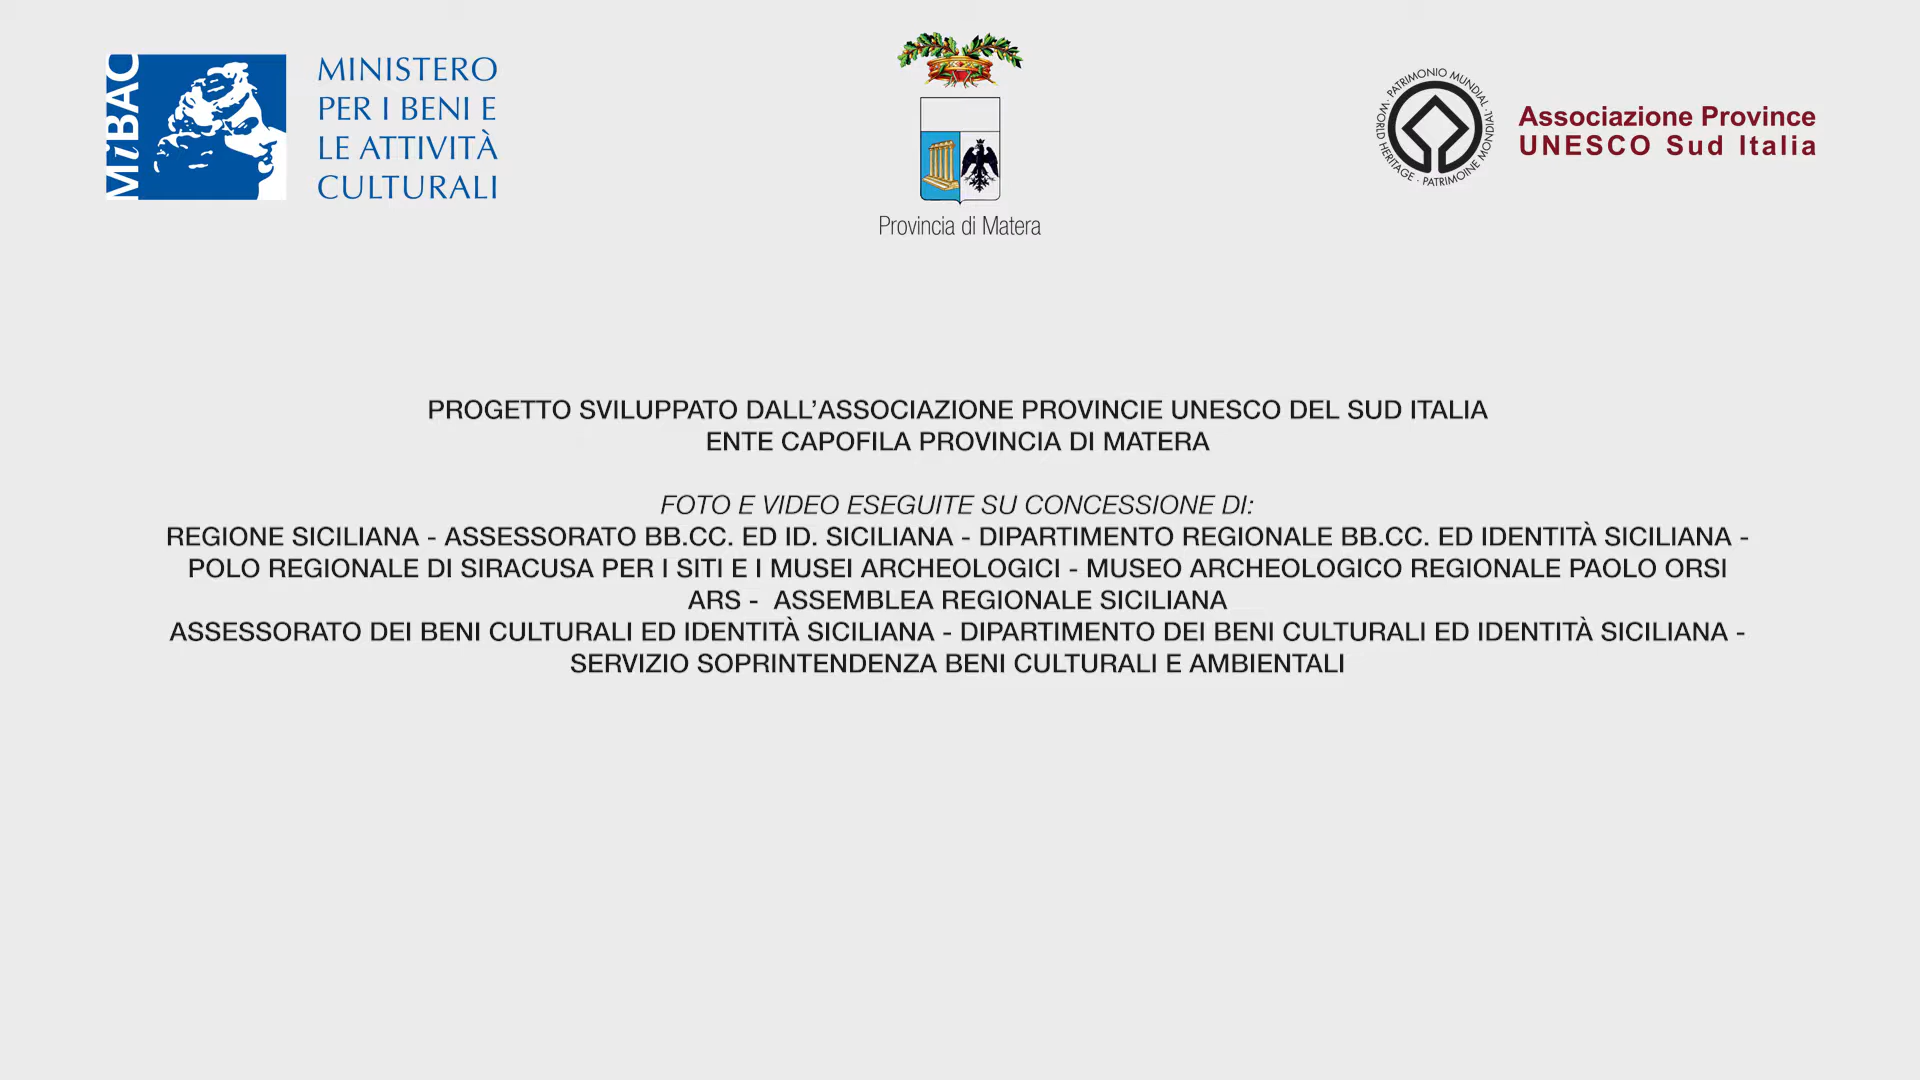 MiBAC
MINISTERO
PER I BENI E
LE ATTIVITÀ
CULTURALI
Provincia di Matera
WORLD HERITAGE · PATRIMOINE MONDIAL · PATRIMONIO MUNDIAL ·
Associazione Province
UNESCO Sud Italia
PROGETTO SVILUPPATO DALL’ASSOCIAZIONE PROVINCIE UNESCO DEL SUD ITALIA
ENTE CAPOFILA PROVINCIA DI MATERA
FOTO E VIDEO ESEGUITE SU CONCESSIONE DI:
REGIONE SICILIANA - ASSESSORATO BB.CC. ED ID. SICILIANA - DIPARTIMENTO REGIONALE BB.CC. ED IDENTITÀ SICILIANA -
POLO REGIONALE DI SIRACUSA PER I SITI E I MUSEI ARCHEOLOGICI - MUSEO ARCHEOLOGICO REGIONALE PAOLO ORSI
ARS - ASSEMBLEA REGIONALE SICILIANA
ASSESSORATO DEI BENI CULTURALI ED IDENTITÀ SICILIANA - DIPARTIMENTO DEI BENI CULTURALI ED IDENTITÀ SICILIANA -
SERVIZIO SOPRINTENDENZA BENI CULTURALI E AMBIENTALI